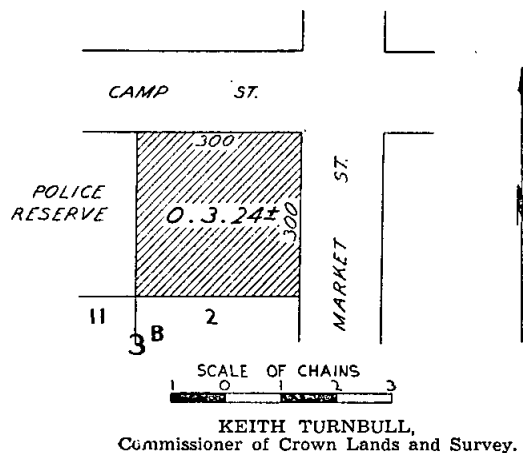 CAMP ST.
300
POLICE
RESERVE
0.3.24±
300
MARKET ST.
11 2
3 B
SCALE OF CHAINS
1 0 1 2 3
KEITH TURNBULL,
Commissioner of Crown Lands and Survey.